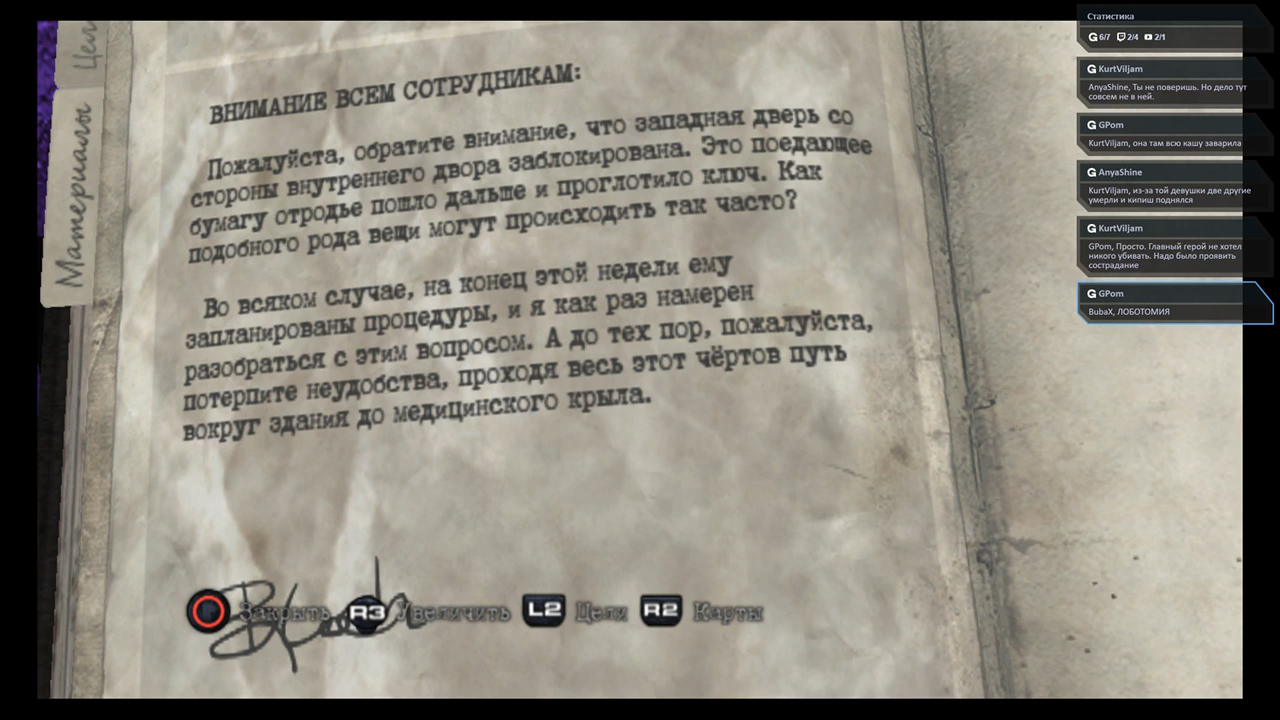 Цели
Материалы
ВНИМАНИЕ ВСЕМ СОТРУДНИКАМ:
Пожалуйста, обратите внимание, что западная дверь со
стороны внутреннего двора заблокирована. Это поедающее
бумагу отродье пошло дальше и проглотило ключ. Как
подобного рода вещи могут происходить так часто?
Во всяком случае, на конец этой недели ему
запланированы процедуры, и я как раз намерен
разобраться с этим вопросом. А до тех пор, пожалуйста,
потерпите неудобства, проходя весь этот чёртов путь
вокруг здания до медицинского крыла.
Закрыть R3 Увеличить L2 Цели R2 Карты
Статистика
6/7 2/4 2/1
KurtViljam
AnyaShine, Ты не поверишь. Но дело тут
совсем не в ней.
GPom
KurtViljam, она там всю кашу заварила
AnyaShine
KurtViljam, из-за той девушки две другие
умерли и кипиш поднялся
KurtViljam
GPom, Просто. Главный герой не хотел
никого убивать. Надо было проявить
сострадание
GPom
BubaX, ЛОБОТОМИЯ